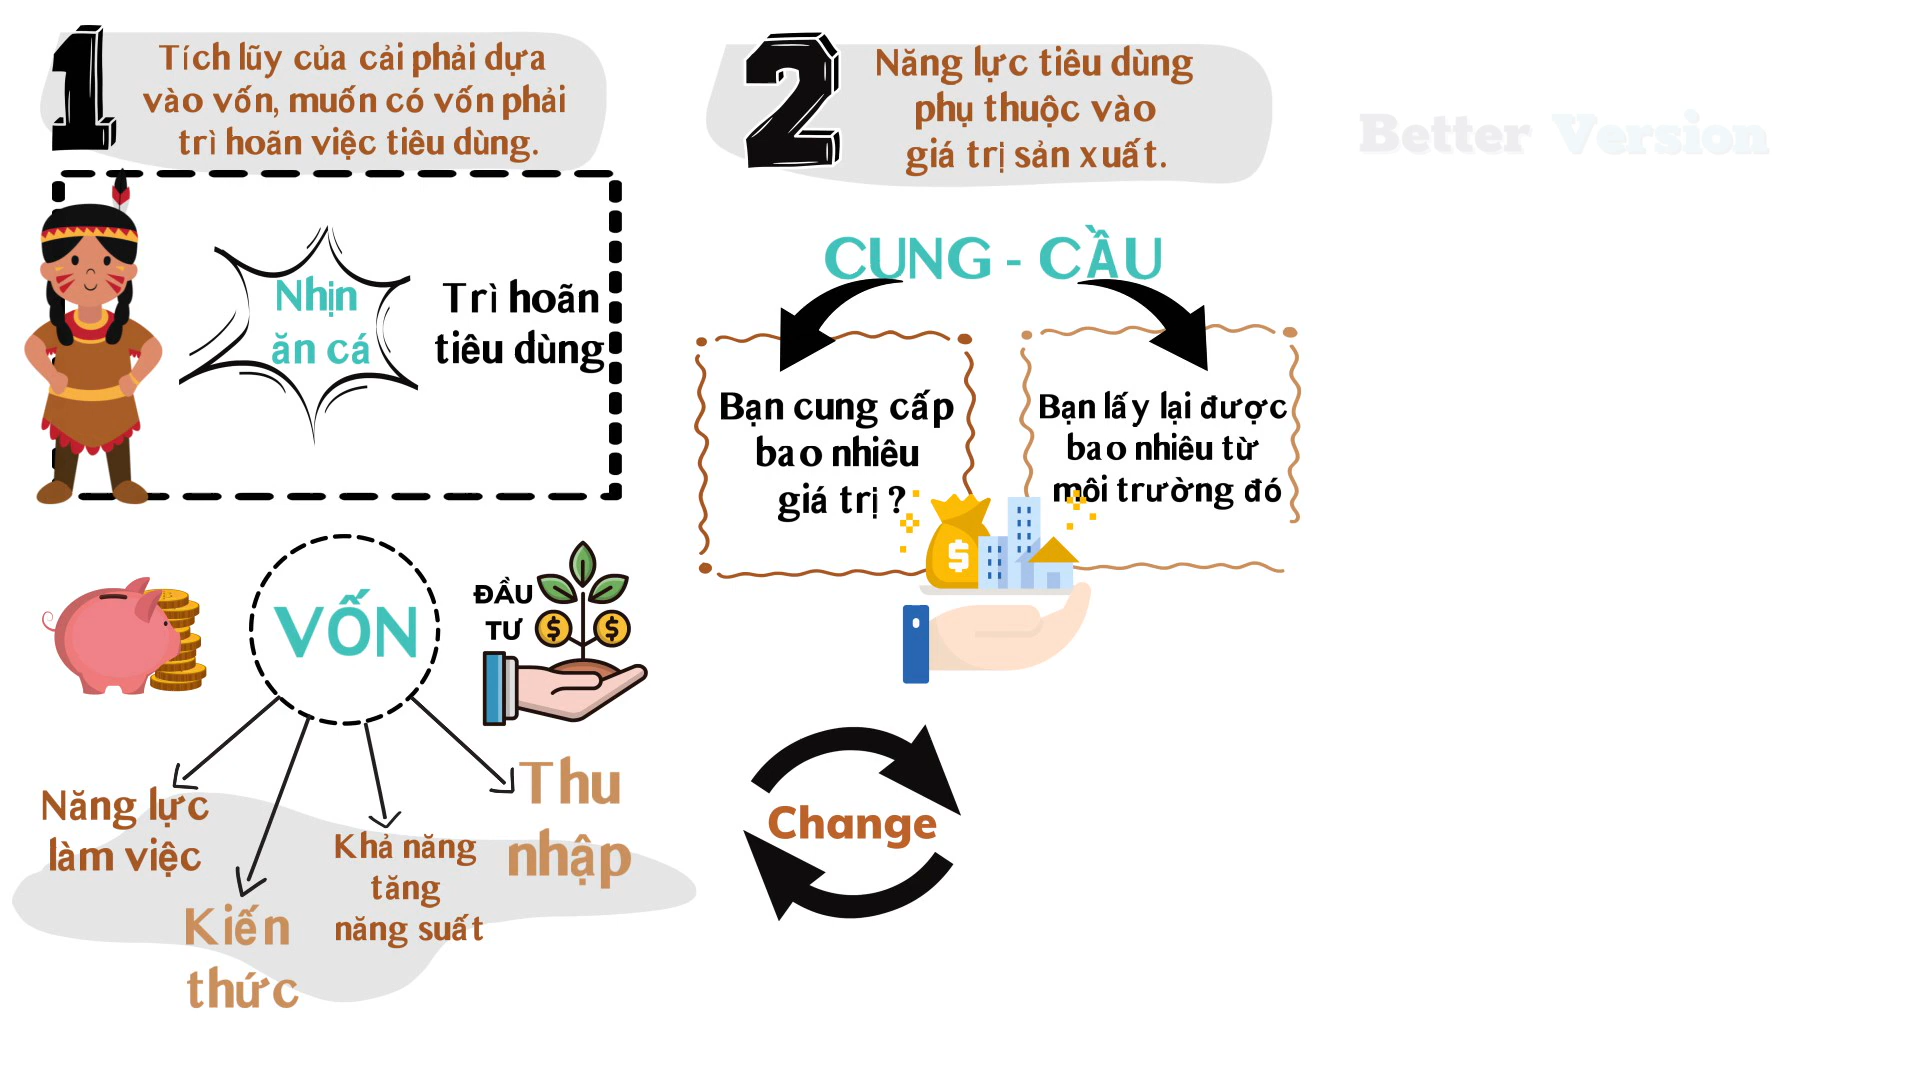 1
Tích lũy của cải phải dựa
vào vốn, muốn có vốn phải
trì hoãn việc tiêu dùng.
Nhịn
ăn cá
Trì hoãn
tiêu dùng
VỐN
ĐẦU
TƯ
$ $
Năng lực
làm việc
Kiến
thức
Khả năng
tăng
năng suất
Thu
nhập
2
Năng lực tiêu dùng
phụ thuộc vào
giá trị sản xuất.
CUNG - CẦU
Bạn cung cấp
bao nhiêu
giá trị ?
Bạn lấy lại được
bao nhiêu từ
môi trường đó
$
Change
Better Version